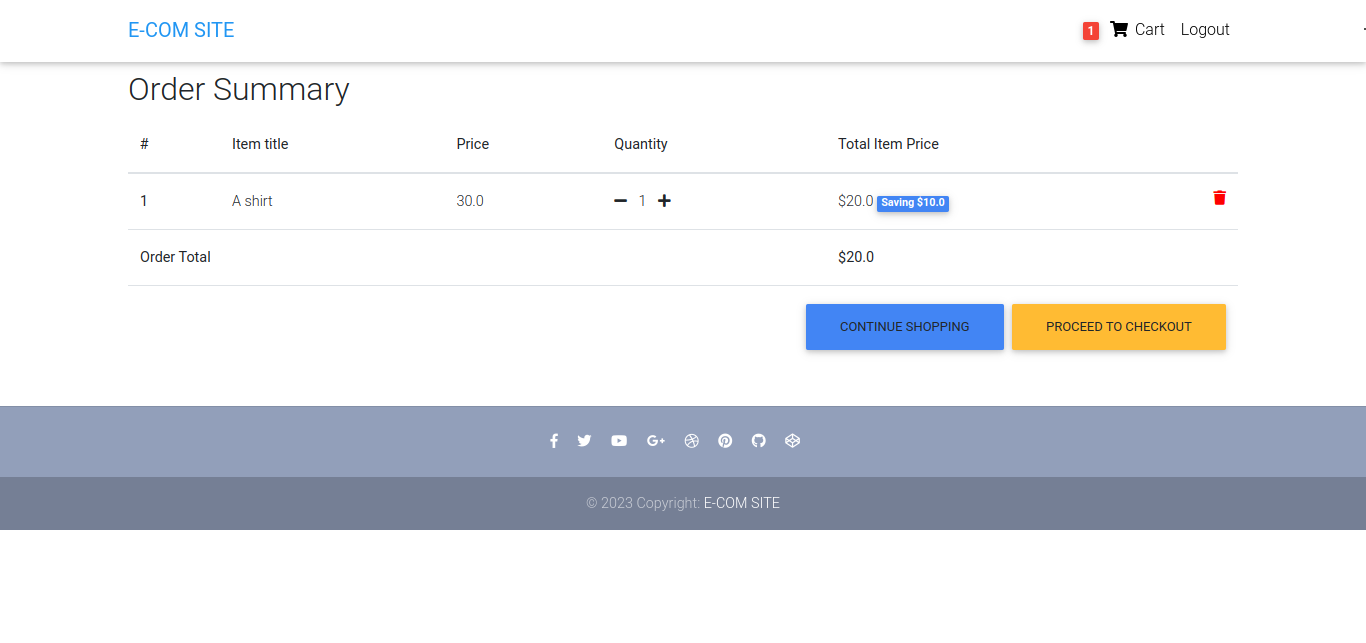 E-COM SITE 1 Cart Logout
Order Summary
# Item title Price Quantity Total Item Price
1 A shirt 30.0 1 $20.0 Saving $10.0
Order Total $20.0
CONTINUE SHOPPING PROCEED TO CHECKOUT
© 2023 Copyright: E-COM SITE